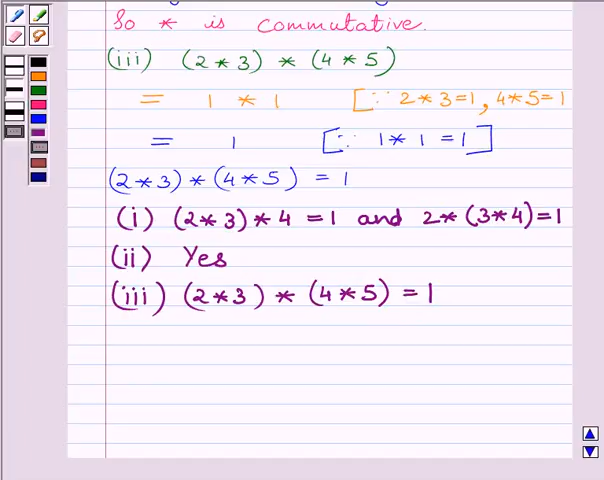 So * is commutative.
(iii) (2 * 3) * (4 * 5)
= 1 * 1 [∵ 2 * 3 = 1, 4 * 5 = 1
= 1 [∵ 1 * 1 = 1]
(2 * 3) * (4 * 5) = 1
(i) (2 * 3) * 4 = 1 and 2 * (3 * 4) = 1
(ii) Yes
(iii) (2 * 3) * (4 * 5) = 1